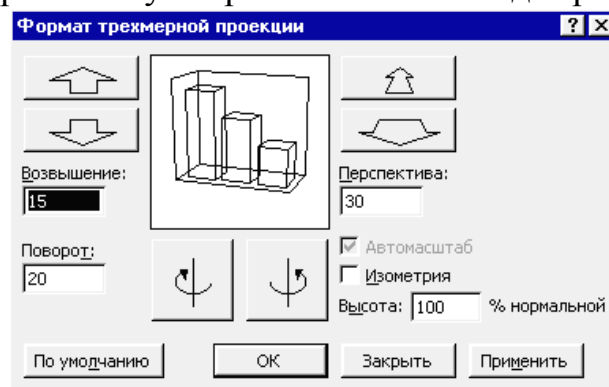 Формат трехмерной проекции
Возвышение:
15
Перспектива:
30
Поворот:
20
Автомасштаб
Изометрия
Высота: 100 % нормальной
По умолчанию ОК Закрыть Применить